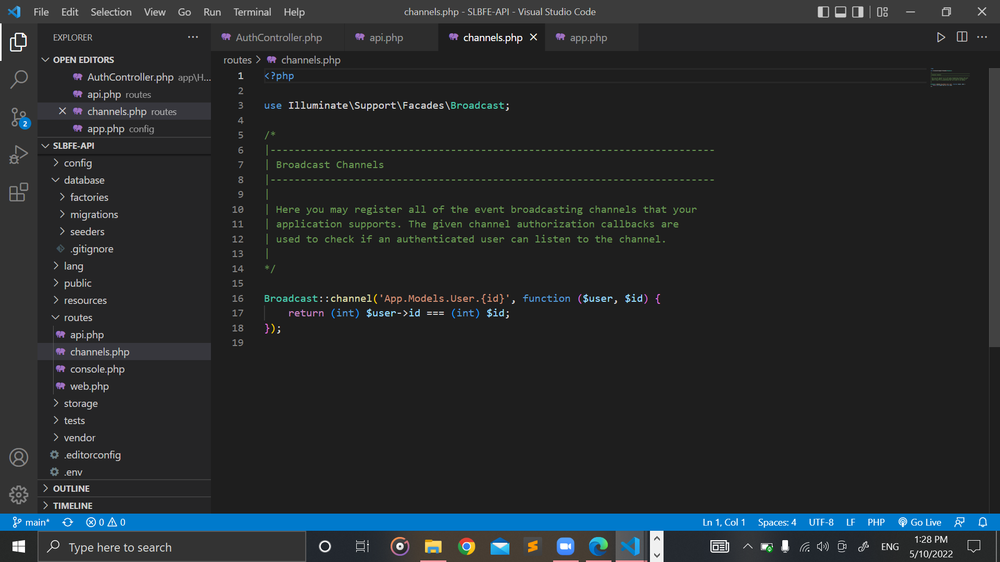 File Edit Selection View Go Run Terminal Help
channels.php - SLBFE-API - Visual Studio Code
EXPLORER
OPEN EDITORS
AuthController.php app\H...
api.php routes
channels.php routes
app.php config
2
SLBFE-API
config
database
factories
migrations
seeders
.gitignore
lang
public
resources
routes
api.php
channels.php
console.php
web.php
storage
tests
vendor
.editorconfig
.env
OUTLINE
TIMELINE
AuthController.php api.php channels.php app.php
routes > channels.php
1 <?php
2
3 use Illuminate\Support\Facades\Broadcast;
4
5 /*
6 |--------------------------------------------------------------------------
7 | Broadcast Channels
8 |--------------------------------------------------------------------------
9 |
10 | Here you may register all of the event broadcasting channels that your
11 | application supports. The given channel authorization callbacks are
12 | used to check if an authenticated user can listen to the channel.
13 |
14 */
15
16 Broadcast::channel('App.Models.User.{id}', function ($user, $id) {
17     return (int) $user->id === (int) $id;
18 });
19
main* 0 0
Ln 1, Col 1 Spaces: 4 UTF-8 LF PHP Go Live
Type here to search
ENG
1:28 PM
5/10/2022